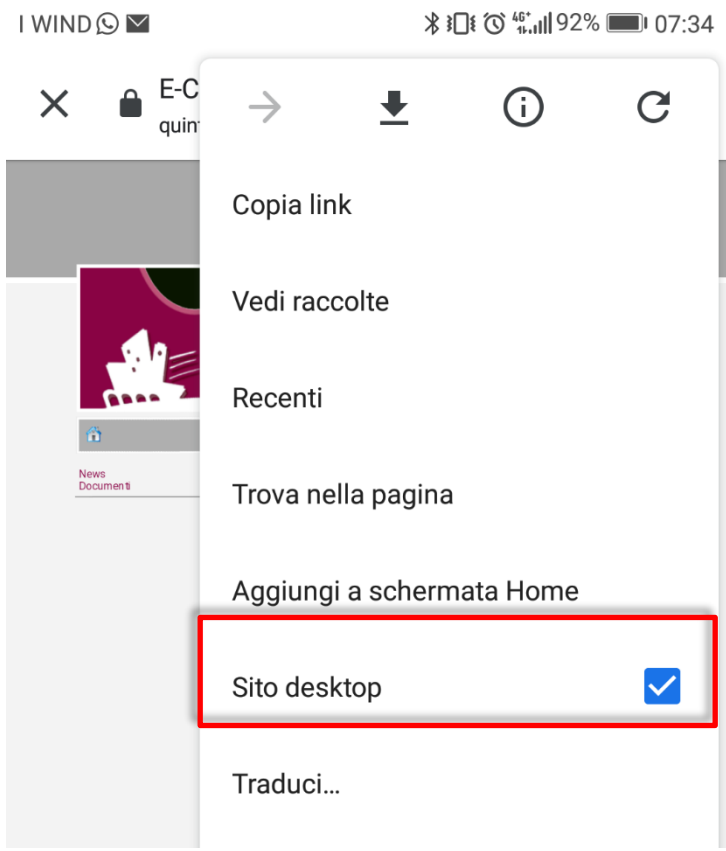 I WIND 4G+ 92% 07:34
E-C
quin
Copia link
Vedi raccolte
Recenti
Trova nella pagina
News
Documenti
Aggiungi a schermata Home
Sito desktop
Traduci...